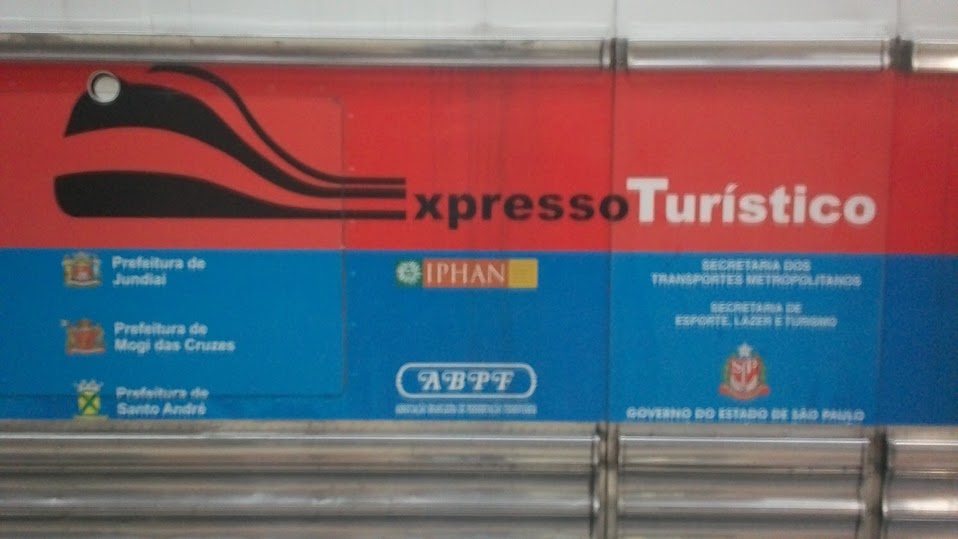 ExpressoTurístico
Prefeitura de
Jundiaí
Prefeitura de
Mogi das Cruzes
Prefeitura de
Santo André
IPHAN
ABPF
SECRETARIA DOS
TRANSPORTES METROPOLITANOS
SECRETARIA DE
ESPORTE, LAZER E TURISMO
SP
GOVERNO DO ESTADO DE SÃO PAULO